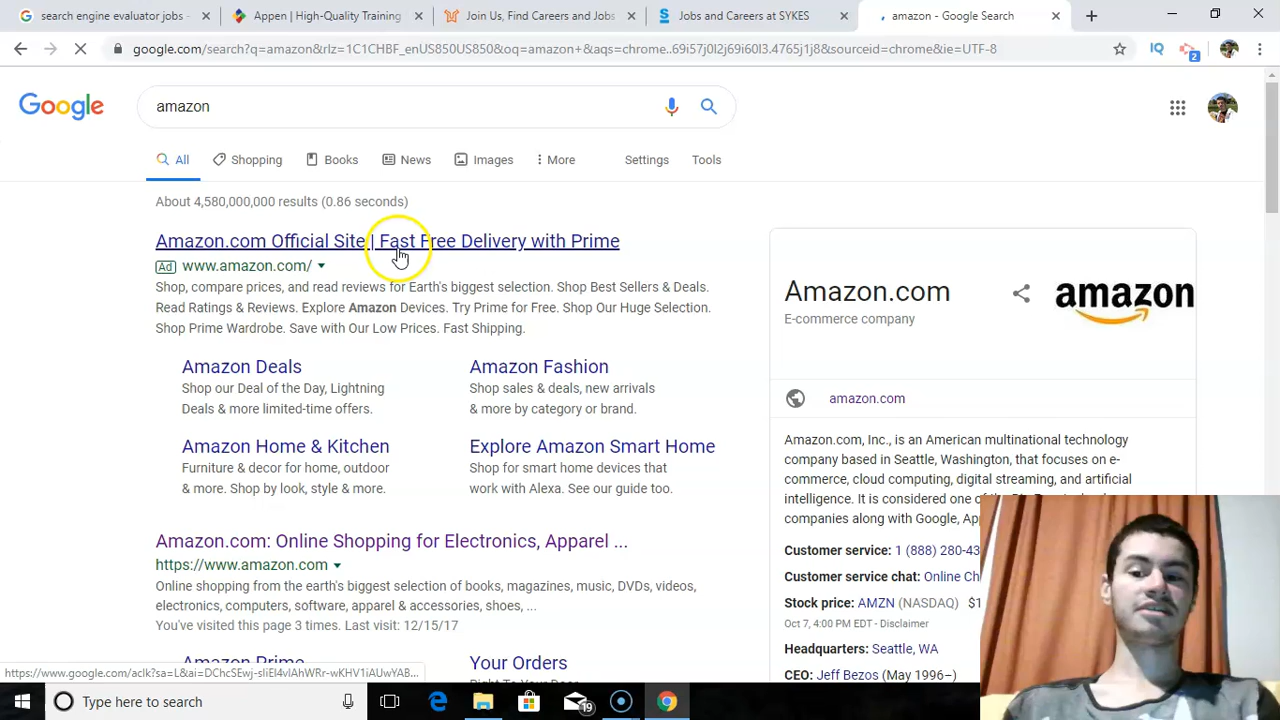 search engine evaluator jobs -
Appen | High-Quality Training
Join Us, Find Careers and Jobs
Jobs and Careers at SYKES
amazon - Google Search
google.com/search?q=amazon&rlz=1C1CHBF_enUS850US850&oq=amazon+&aqs=chrome..69i57j0l2j69i60l3.4765j1j8&sourceid=chrome&ie=UTF-8
IQ
2
Google
amazon
All
Shopping
Books
News
Images
More
Settings
Tools
About 4,580,000,000 results (0.86 seconds)
Amazon.com Official Site | Fast Free Delivery with Prime
Ad www.amazon.com/
Shop, compare prices, and read reviews for Earth's biggest selection. Shop Best Sellers & Deals.
Read Ratings & Reviews. Explore Amazon Devices. Try Prime for Free. Shop Our Huge Selection.
Shop Prime Wardrobe. Save with Our Low Prices. Fast Shipping.
Amazon Deals
Shop our Deal of the Day, Lightning
Deals & more limited-time offers.
Amazon Fashion
Shop sales & deals, new arrivals
& more by category or brand.
Amazon Home & Kitchen
Furniture & decor for home, outdoor
& more. Shop by look, style & more.
Explore Amazon Smart Home
Shop for smart home devices that
work with Alexa. See our guide too.
Amazon.com: Online Shopping for Electronics, Apparel ...
https://www.amazon.com
Online shopping from the earth's biggest selection of books, magazines, music, DVDs, videos,
electronics, computers, software, apparel & accessories, shoes, ...
You've visited this page 3 times. Last visit: 12/15/17
Amazon Prime
Your Orders
Amazon.com
E-commerce company
amazon
amazon.com
Amazon.com, Inc., is an American multinational technology
company based in Seattle, Washington, that focuses on e-
commerce, cloud computing, digital streaming, and artificial
intelligence. It is considered one of the
companies along with Google,
Customer service: 1 (888) 280-43
Customer service chat: Online Ch
Stock price: AMZN (NASDAQ) $1
Oct 7, 4:00 PM EDT - Disclaimer
Headquarters: Seattle, WA
CEO: Jeff Bezos (May 1996–)
Type here to search
19